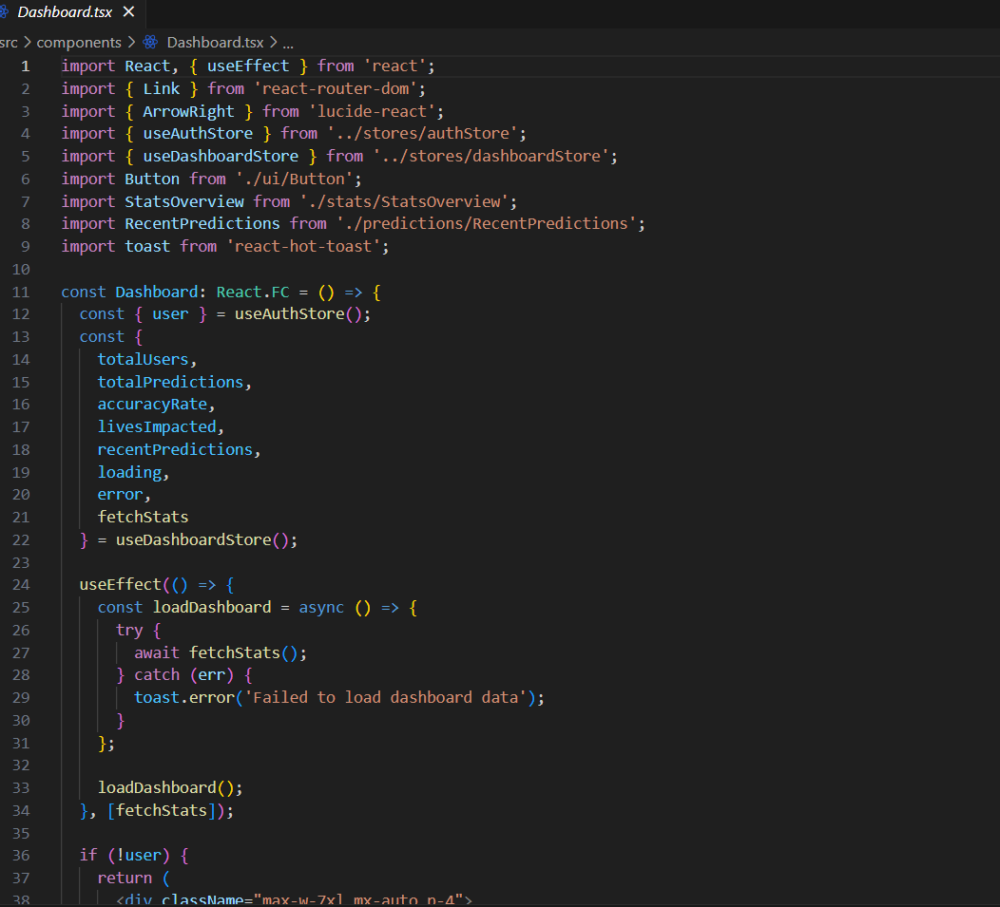 Dashboard.tsx ✕
src > components > Dashboard.tsx > ...
1 import React, { useEffect } from 'react';
2 import { Link } from 'react-router-dom';
3 import { ArrowRight } from 'lucide-react';
4 import { useAuthStore } from '../stores/authStore';
5 import { useDashboardStore } from '../stores/dashboardStore';
6 import Button from './ui/Button';
7 import StatsOverview from './stats/StatsOverview';
8 import RecentPredictions from './predictions/RecentPredictions';
9 import toast from 'react-hot-toast';
10
11 const Dashboard: React.FC = () => {
12   const { user } = useAuthStore();
13   const {
14     totalUsers,
15     totalPredictions,
16     accuracyRate,
17     livesImpacted,
18     recentPredictions,
19     loading,
20     error,
21     fetchStats
22   } = useDashboardStore();
23
24   useEffect(() => {
25     const loadDashboard = async () => {
26       try {
27         await fetchStats();
28       } catch (err) {
29         toast.error('Failed to load dashboard data');
30       }
31     };
32
33     loadDashboard();
34   }, [fetchStats]);
35
36   if (!user) {
37     return (
38       <div className="max-w-7xl mx-auto p-4">